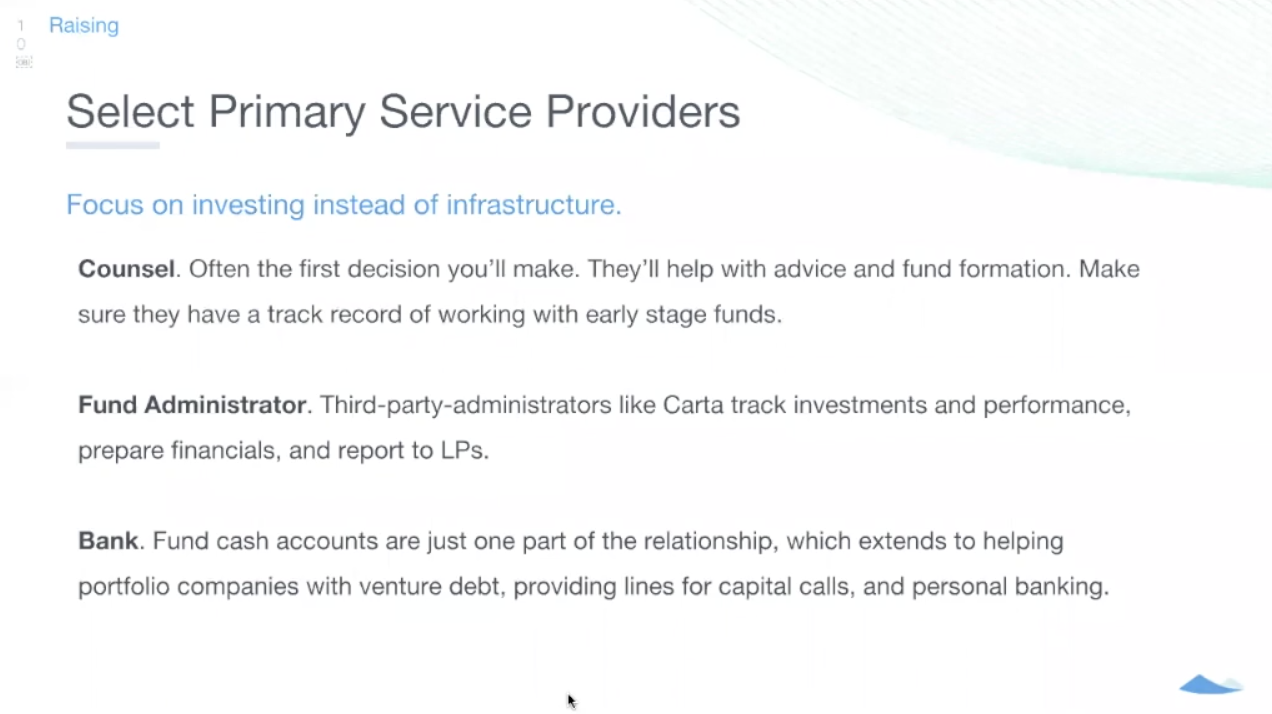 Raising
1
0
Select Primary Service Providers
Focus on investing instead of infrastructure.
Counsel. Often the first decision you’ll make. They’ll help with advice and fund formation. Make
sure they have a track record of working with early stage funds.
Fund Administrator. Third-party-administrators like Carta track investments and performance,
prepare financials, and report to LPs.
Bank. Fund cash accounts are just one part of the relationship, which extends to helping
portfolio companies with venture debt, providing lines for capital calls, and personal banking.